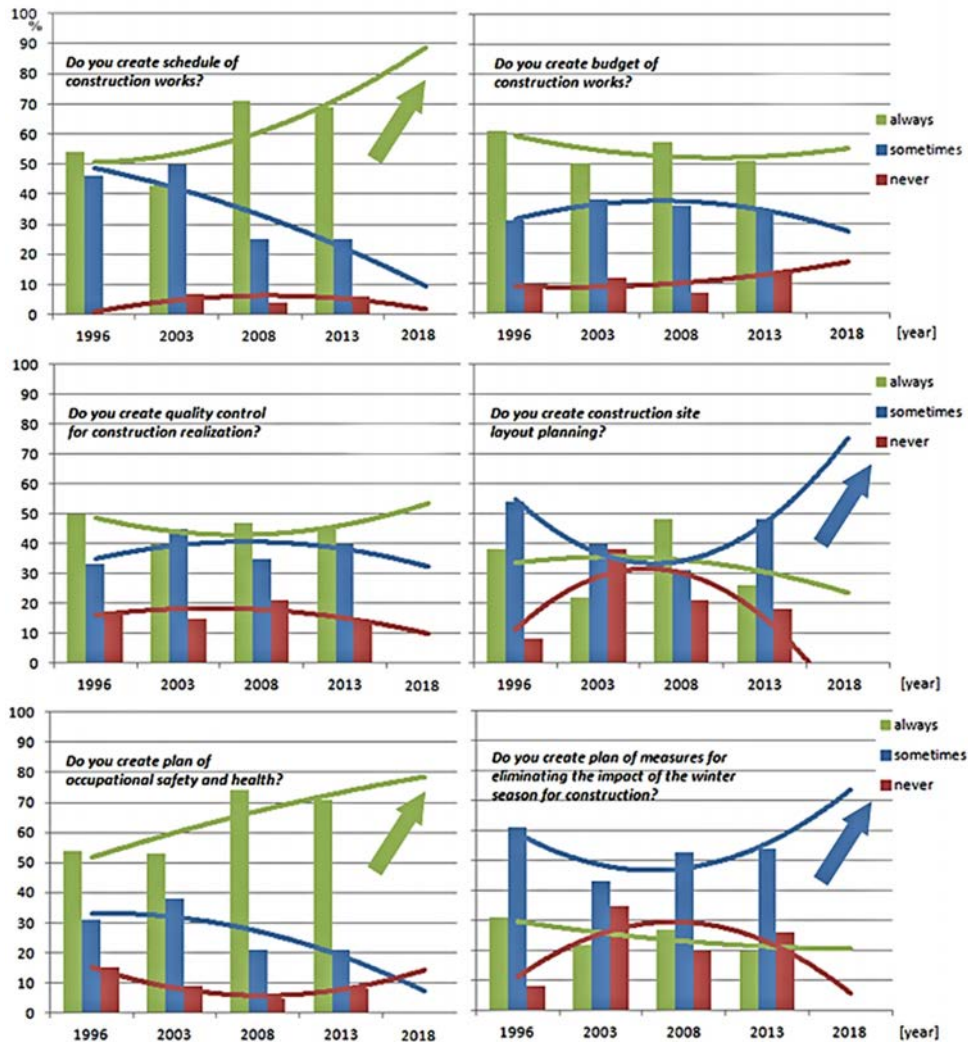 100
%
90
80
70
60
50
40
30
20
10
0
Do you create schedule of
construction works?
1996 2003 2008 2013 2018
Do you create budget of
construction works?
always
sometimes
never
1996 2003 2008 2013 2018 [year]
100
90
80
70
60
50
40
30
20
10
0
Do you create quality control
for construction realization?
1996 2003 2008 2013 2018
Do you create construction site
layout planning?
always
sometimes
never
1996 2003 2008 2013 2018 [year]
100
90
80
70
60
50
40
30
20
10
0
Do you create plan of
occupational safety and health?
1996 2003 2008 2013 2018
Do you create plan of measures for
eliminating the impact of the winter
season for construction?
always
sometimes
never
1996 2003 2008 2013 2018 [year]